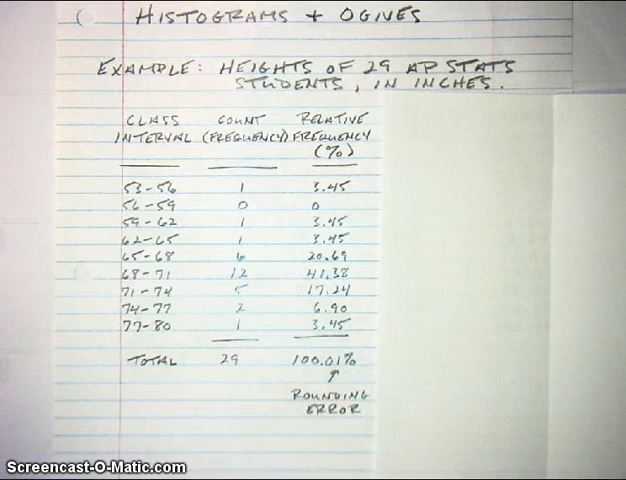 HISTOGRAMS + OGIVES
EXAMPLE: HEIGHTS OF 29 AP STATS
STUDENTS, IN INCHES.
CLASS COUNT RELATIVE
INTERVAL (FREQUENCY) FREQUENCY
(%)
53-56 1 3.45
56-59 0 0
59-62 1 3.45
62-65 1 3.45
65-68 6 20.69
68-71 12 41.38
71-74 5 17.24
74-77 2 6.90
77-80 1 3.45
TOTAL 29 100.01%
↑
ROUNDING
ERROR
Screencast-O-Matic.com